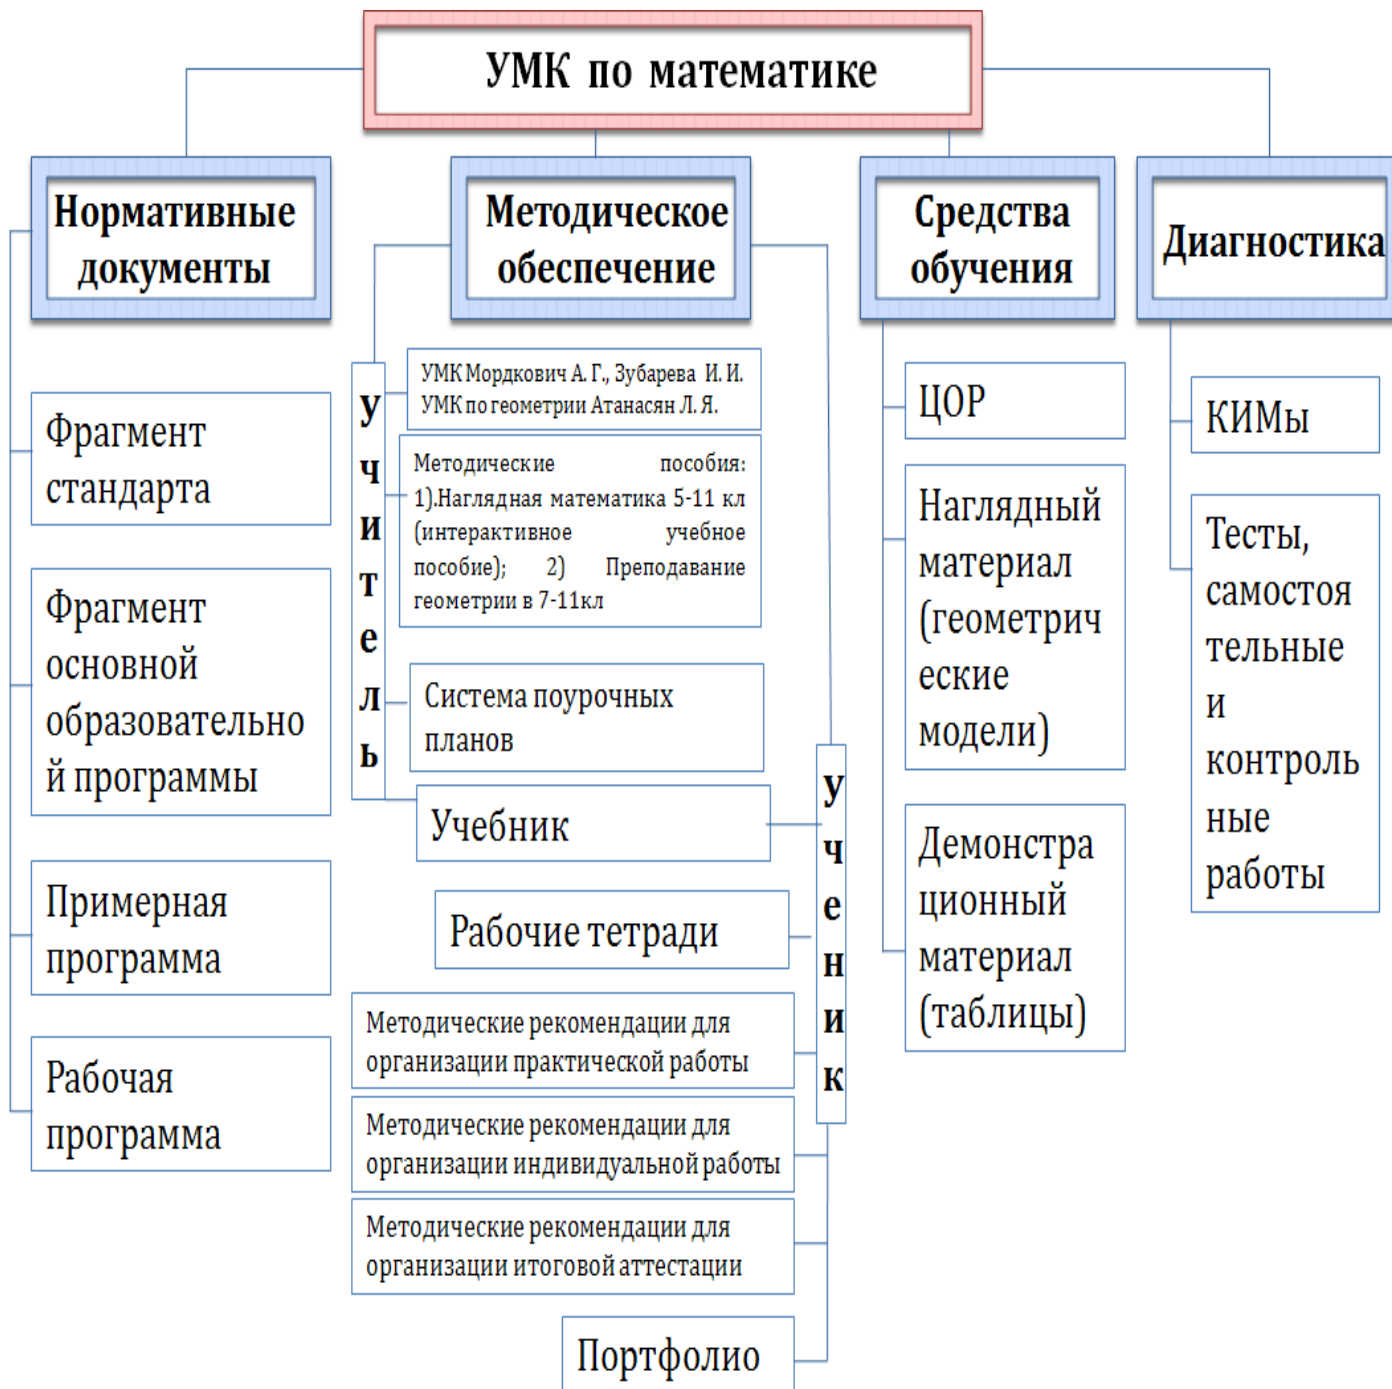 УМК по математике
Нормативные
документы
Фрагмент
стандарта
Фрагмент
основной
образовательно
й программы
Примерная
программа
Рабочая
программа
Методическое
обеспечение
учитель
УМК Мордкович А. Г., Зубарева И. И.
УМК по геометрии Атанасян Л. Я.
Методические пособия:
1).Наглядная математика 5-11 кл
(интерактивное учебное
пособие); 2) Преподавание
геометрии в 7-11кл
Система поурочных
планов
Учебник
ученик
Рабочие тетради
Методические рекомендации для
организации практической работы
Методические рекомендации для
организации индивидуальной работы
Методические рекомендации для
организации итоговой аттестации
Портфолио
Средства
обучения
ЦОР
Наглядный
материал
(геометрич
еские
модели)
Демонстра
ционный
материал
(таблицы)
Диагностика
КИМы
Тесты,
самостоя
тельные
и
контроль
ные
работы